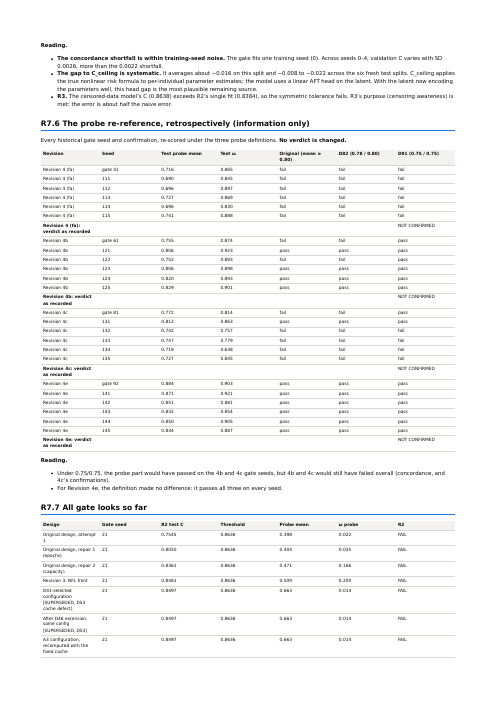 Reading.
• The concordance shortfall is within training-seed noise. The gate fits one training seed (0). Across seeds 0–4, validation C varies with SD
0.0026, more than the 0.0022 shortfall.
• The gap to C_ceiling is systematic. It averages about −0.016 on this split and −0.008 to −0.022 across the six fresh test splits. C_ceiling applies
the true nonlinear risk formula to per-individual parameter estimates; the model uses a linear AFT head on the latent. With the latent now encoding
the parameters well, this head gap is the most plausible remaining source.
• R3. The censored-data model's C (0.8638) exceeds R2's single fit (0.8384), so the symmetric tolerance fails. R3's purpose (censoring awareness) is
met: the error is about half the naive error.
R7.6 The probe re-reference, retrospectively (information only)
Every historical gate seed and confirmation, re-scored under the three probe definitions. No verdict is changed.
Revision Seed Test probe mean Test ω Original (mean ≥ 0.80) D82 (0.78 / 0.80) D91 (0.75 / 0.75)
Revision 4 (fa) gate 41 0.716 0.865 fail fail fail
Revision 4 (fa) 111 0.690 0.845 fail fail fail
Revision 4 (fa) 112 0.696 0.897 fail fail fail
Revision 4 (fa) 113 0.727 0.869 fail fail fail
Revision 4 (fa) 114 0.696 0.830 fail fail fail
Revision 4 (fa) 115 0.741 0.888 fail fail fail
Revision 4 (fa): verdict as recorded NOT CONFIRMED
Revision 4b gate 61 0.755 0.874 fail fail pass
Revision 4b 121 0.806 0.923 pass pass pass
Revision 4b 122 0.752 0.893 fail fail pass
Revision 4b 123 0.806 0.898 pass pass pass
Revision 4b 124 0.820 0.893 pass pass pass
Revision 4b 125 0.829 0.901 pass pass pass
Revision 4b: verdict as recorded NOT CONFIRMED
Revision 4c gate 81 0.772 0.814 fail fail pass
Revision 4c 131 0.812 0.863 pass pass pass
Revision 4c 132 0.742 0.757 fail fail fail
Revision 4c 133 0.747 0.779 fail fail fail
Revision 4c 134 0.719 0.628 fail fail fail
Revision 4c 135 0.727 0.845 fail fail fail
Revision 4c: verdict as recorded NOT CONFIRMED
Revision 4e gate 92 0.884 0.903 pass pass pass
Revision 4e 141 0.871 0.921 pass pass pass
Revision 4e 142 0.851 0.881 pass pass pass
Revision 4e 143 0.832 0.854 pass pass pass
Revision 4e 144 0.850 0.905 pass pass pass
Revision 4e 145 0.834 0.887 pass pass pass
Revision 4e: verdict as recorded NOT CONFIRMED
Reading.
• Under 0.75/0.75, the probe part would have passed on the 4b and 4c gate seeds, but 4b and 4c would still have failed overall (concordance, and
4c's confirmations).
• For Revision 4e, the definition made no difference: it passes all three on every seed.
R7.7 All gate looks so far
Design Gate seed R2 test C Threshold Probe mean ω probe R2
Original design, attempt 1 21 0.7545 0.8636 0.398 0.022 FAIL
Original design, repair 1 (epochs) 21 0.8050 0.8636 0.404 0.035 FAIL
Original design, repair 2 (capacity) 21 0.8361 0.8636 0.471 0.166 FAIL
Revision 3: NFL front 21 0.8461 0.8636 0.509 0.200 FAIL
D41-selected configuration [SUPERSEDED, D53 cache defect] 21 0.8497 0.8636 0.663 0.014 FAIL
After D46 extension, same config [SUPERSEDED, D53] 21 0.8497 0.8636 0.663 0.014 FAIL
A3 configuration, recomputed with the fixed cache 21 0.8497 0.8636 0.663 0.014 FAIL